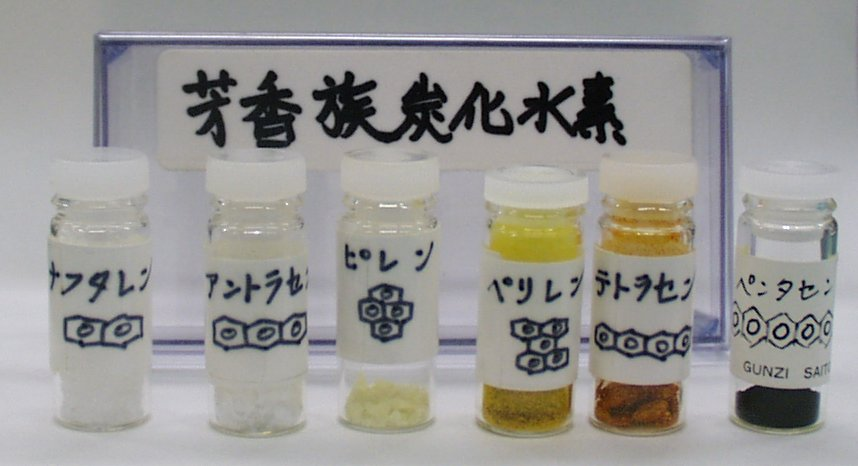 芳香族炭化水素
ナフタレン
アントラセン
ピレン
ペリレン
テトラセン
ペンタセン
GUNZI SAITO